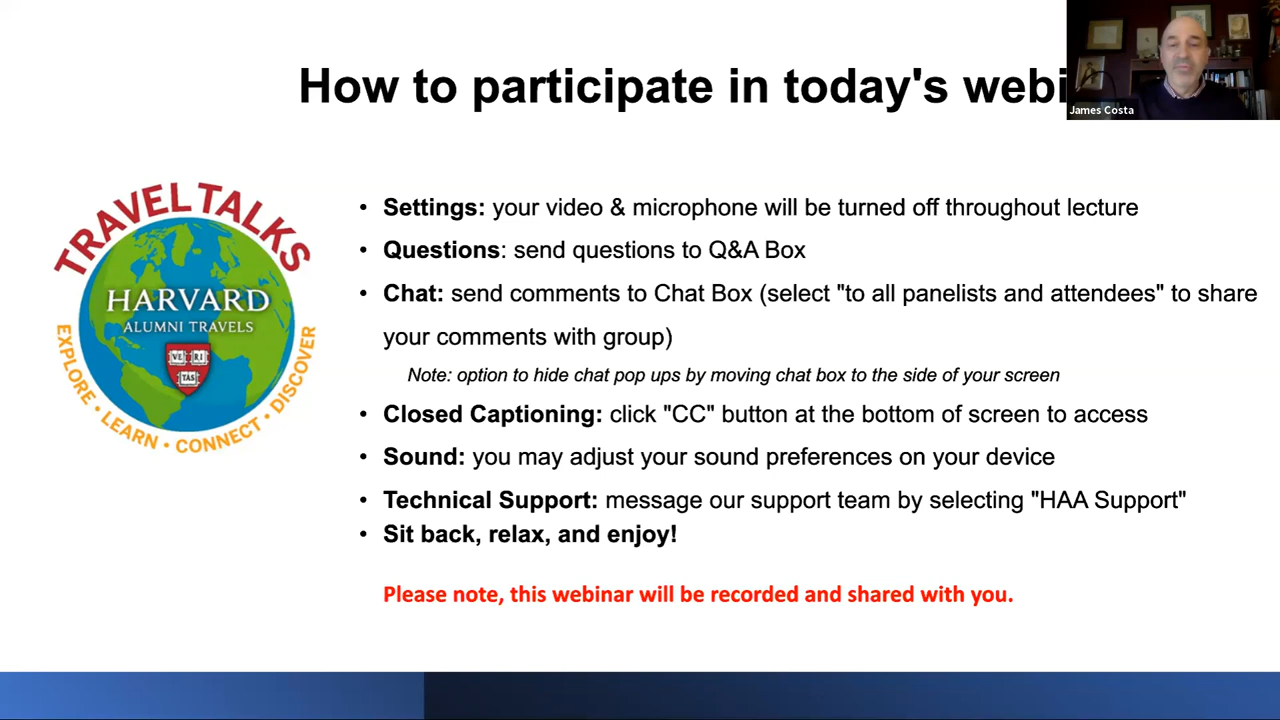 How to participate in today's webi
James Costa
TRAVEL TALKS
HARVARD
ALUMNI TRAVELS
VE RI
TAS
EXPLORE • LEARN • CONNECT • DISCOVER
• Settings: your video & microphone will be turned off throughout lecture
• Questions: send questions to Q&A Box
• Chat: send comments to Chat Box (select "to all panelists and attendees" to share
your comments with group)
Note: option to hide chat pop ups by moving chat box to the side of your screen
• Closed Captioning: click "CC" button at the bottom of screen to access
• Sound: you may adjust your sound preferences on your device
• Technical Support: message our support team by selecting "HAA Support"
• Sit back, relax, and enjoy!
Please note, this webinar will be recorded and shared with you.